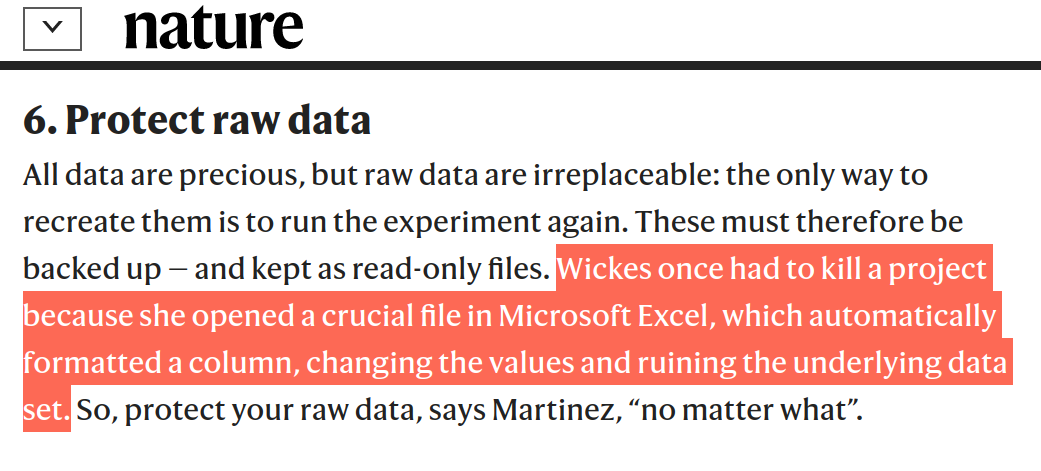 nature
6. Protect raw data
All data are precious, but raw data are irreplaceable: the only way to
recreate them is to run the experiment again. These must therefore be
backed up — and kept as read-only files. Wickes once had to kill a project
because she opened a crucial file in Microsoft Excel, which automatically
formatted a column, changing the values and ruining the underlying data
set. So, protect your raw data, says Martinez, “no matter what”.